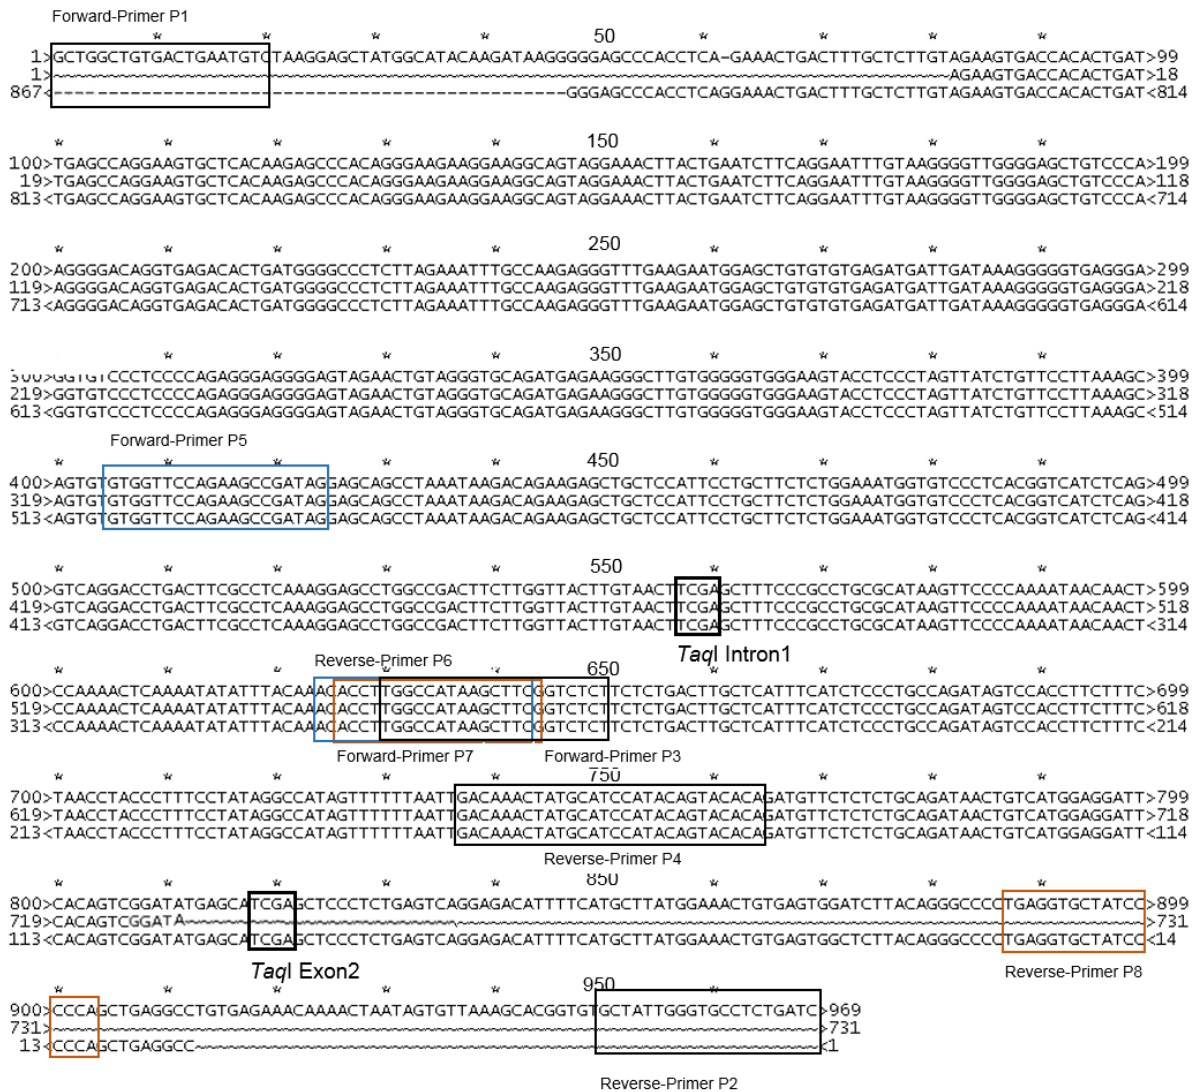 Forward-Primer P1
* * * * 50 * * * *
1>GCTGGCTGTGACTGAATGTCTAAGGAGCTATGGCATACAAGATAAGGGGGAGCCCACCTCA-GAAACTGACTTTGCTCTTGTAGAAGTGACCACACTGAT>99
1>~~~~~~~~~~~~~~~~~~~~~~~~~~~~~~~~~~~~~~~~~~~~~~~~~~~~~~~~~~~~~~~~~~~~~~~~~~~~~~~~~~AGAAGTGACCACACTGAT>18
867<-----------------------------------------------GGGAGCCCACCTCAGGAAACTGACTTTGCTCTTGTAGAAGTGACCACACTGAT<814
* * * * * 150 * * * *
100>TGAGCCAGGAAGTGCTCACAAGAGCCCACAGGGAAGAAGGAAGGCAGTAGGAAACTTACTGAATCTTCAGGAATTTGTAAGGGGTTGGGGAGCTGTCCCA>199
19>TGAGCCAGGAAGTGCTCACAAGAGCCCACAGGGAAGAAGGAAGGCAGTAGGAAACTTACTGAATCTTCAGGAATTTGTAAGGGGTTGGGGAGCTGTCCCA>118
813<TGAGCCAGGAAGTGCTCACAAGAGCCCACAGGGAAGAAGGAAGGCAGTAGGAAACTTACTGAATCTTCAGGAATTTGTAAGGGGTTGGGGAGCTGTCCCA<714
* * * * * 250 * * * *
200>AGGGGACAGGTGAGACACTGATGGGGCCCTCTTAGAAATTTGCCAAGAGGGTTTGAAGAATGGAGCTGTGTGTGAGATGATTGATAAAGGGGGTGAGGGA>299
119>AGGGGACAGGTGAGACACTGATGGGGCCCTCTTAGAAATTTGCCAAGAGGGTTTGAAGAATGGAGCTGTGTGTGAGATGATTGATAAAGGGGGTGAGGGA>218
713<AGGGGACAGGTGAGACACTGATGGGGCCCTCTTAGAAATTTGCCAAGAGGGTTTGAAGAATGGAGCTGTGTGTGAGATGATTGATAAAGGGGGTGAGGGA<614
* * * * 350 * * * *
300>GGTGTCCCTCCCCAGAGGGAGGGGAGTAGAACTGTAGGGTGCAGATGAGAAGGGCTTGTGGGGGTGGGAAGTACCTCCCTAGTTATCTGTTCCTTAAAGC>399
219>GGTGTCCCTCCCCAGAGGGAGGGGAGTAGAACTGTAGGGTGCAGATGAGAAGGGCTTGTGGGGGTGGGAAGTACCTCCCTAGTTATCTGTTCCTTAAAGC>318
613<GGTGTCCCTCCCCAGAGGGAGGGGAGTAGAACTGTAGGGTGCAGATGAGAAGGGCTTGTGGGGGTGGGAAGTACCTCCCTAGTTATCTGTTCCTTAAAGC<514
Forward-Primer P5
* * * * * 450 * * * *
400>AGTGTGTGGTTCCAGAAGCCGATAGGAGCAGCCTAAATAAGACAGAAGAGCTGCTCCATTCCTGCTTCTCTGGAAATGGTGTCCCTCACGGTCATCTCAG>499
319>AGTGTGTGGTTCCAGAAGCCGATAGGAGCAGCCTAAATAAGACAGAAGAGCTGCTCCATTCCTGCTTCTCTGGAAATGGTGTCCCTCACGGTCATCTCAG>418
513<AGTGTGTGGTTCCAGAAGCCGATAGGAGCAGCCTAAATAAGACAGAAGAGCTGCTCCATTCCTGCTTCTCTGGAAATGGTGTCCCTCACGGTCATCTCAG<414
* * * * * 550 * * * *
500>GTCAGGACCTGACTTCGCCTCAAAGGAGCCTGGCCGACTTCTTGGTTACTTGTAACTTCGAGCTTTCCCGCCTGCGCATAAGTTCCCCAAAATAACAACT>599
419>GTCAGGACCTGACTTCGCCTCAAAGGAGCCTGGCCGACTTCTTGGTTACTTGTAACTTCGAGCTTTCCCGCCTGCGCATAAGTTCCCCAAAATAACAACT>518
413<GTCAGGACCTGACTTCGCCTCAAAGGAGCCTGGCCGACTTCTTGGTTACTTGTAACTTCGAGCTTTCCCGCCTGCGCATAAGTTCCCCAAAATAACAACT<314
TaqI Intron1
Reverse-Primer P6
* * * 650 * * * *
600>CCAAAACTCAAAATATATTTACAAACACCTTGGCCATAAGCTTCGGTCTCTTCTCTGACTTGCTCATTTCATCTCCCTGCCAGATAGTCCACCTTCTTTC>699
519>CCAAAACTCAAAATATATTTACAAACACCTTGGCCATAAGCTTCGGTCTCTTCTCTGACTTGCTCATTTCATCTCCCTGCCAGATAGTCCACCTTCTTTC>618
313<CCAAAACTCAAAATATATTTACAAACACCTTGGCCATAAGCTTCGGTCTCTTCTCTGACTTGCTCATTTCATCTCCCTGCCAGATAGTCCACCTTCTTTC<214
Forward-Primer P7 Forward-Primer P3
* * * * * 750 * * * *
700>TAACCTACCCTTTCCTATAGGCCATAGTTTTTTAATTGACAAACTATGCATCCATACAGTACACAGATGTTCTCTCTGCAGATAACTGTCATGGAGGATT>799
619>TAACCTACCCTTTCCTATAGGCCATAGTTTTTTAATTGACAAACTATGCATCCATACAGTACACAGATGTTCTCTCTGCAGATAACTGTCATGGAGGATT>718
213<TAACCTACCCTTTCCTATAGGCCATAGTTTTTTAATTGACAAACTATGCATCCATACAGTACACAGATGTTCTCTCTGCAGATAACTGTCATGGAGGATT<114
Reverse-Primer P4
* * * * * 850 * * * *
800>CACAGTCGGATATGAGCATCGAGCTCCCTCTGAGTCAGGAGACATTTTCATGCTTATGGAAACTGTGAGTGGATCTTACAGGGCCCCTGAGGTGCTATCC>899
719>CACAGTCGGATA~~~~~~~~~~~~~~~~~~~~~~~~~~~~~~~~~~~~~~~~~~~~~~~~~~~~~~~~~~~~~~~~~~~~~~~~~~~~~~~~~~~~~~~~>731
113<CACAGTCGGATATGAGCATCGAGCTCCCTCTGAGTCAGGAGACATTTTCATGCTTATGGAAACTGTGAGTGGCTCTTACAGGGCCCCTGAGGTGCTATCC<14
TaqI Exon2 Reverse-Primer P8
* * * * * 950 *
900>CCCAGCTGAGGCCTGTGAGAAACAAAACTAATAGTGTTAAAGCACGGTGTGCTATTGGGTGCCTCTGATC>969
731>~~~~~~~~~~~~~~~~~~~~~~~~~~~~~~~~~~~~~~~~~~~~~~~~~~~~~~~~~~~~~~~~~~~~~~>731
13<CCCAGCTGAGGCC~~~~~~~~~~~~~~~~~~~~~~~~~~~~~~~~~~~~~~~~~~~~~~~~~~~~~~~~~<1
Reverse-Primer P2